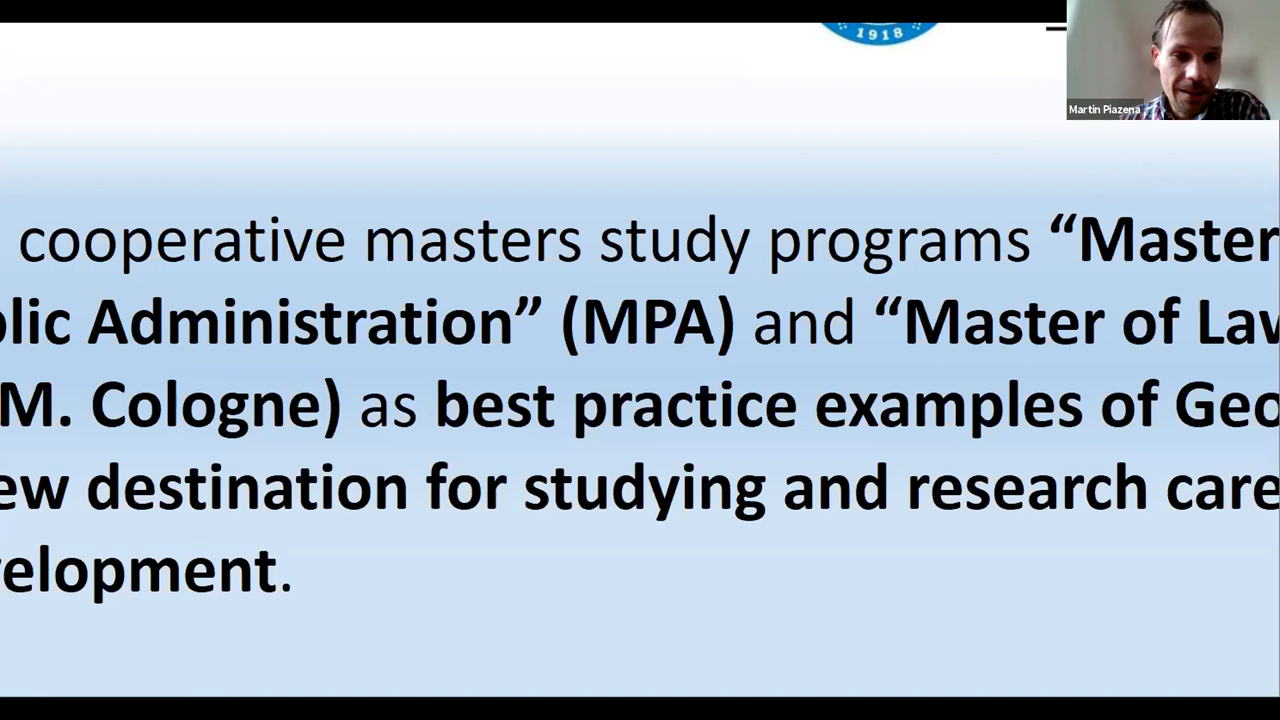 1918
Martin Piazena
cooperative masters study programs “Master
olic Administration” (MPA) and “Master of Law
M. Cologne) as best practice examples of Geo
ew destination for studying and research care
velopment.